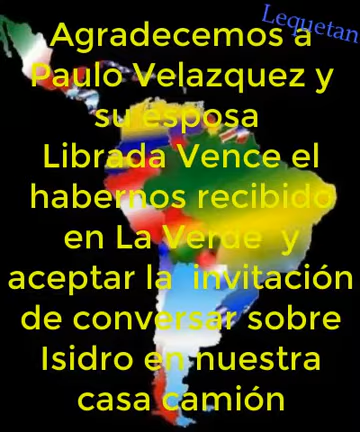 Lequetan
Agradecemos a
Paulo Velazquez y
su esposa
Librada Vence el
habernos recibido
en La Verde y
aceptar la invitación
de conversar sobre
Isidro en nuestra
casa camión